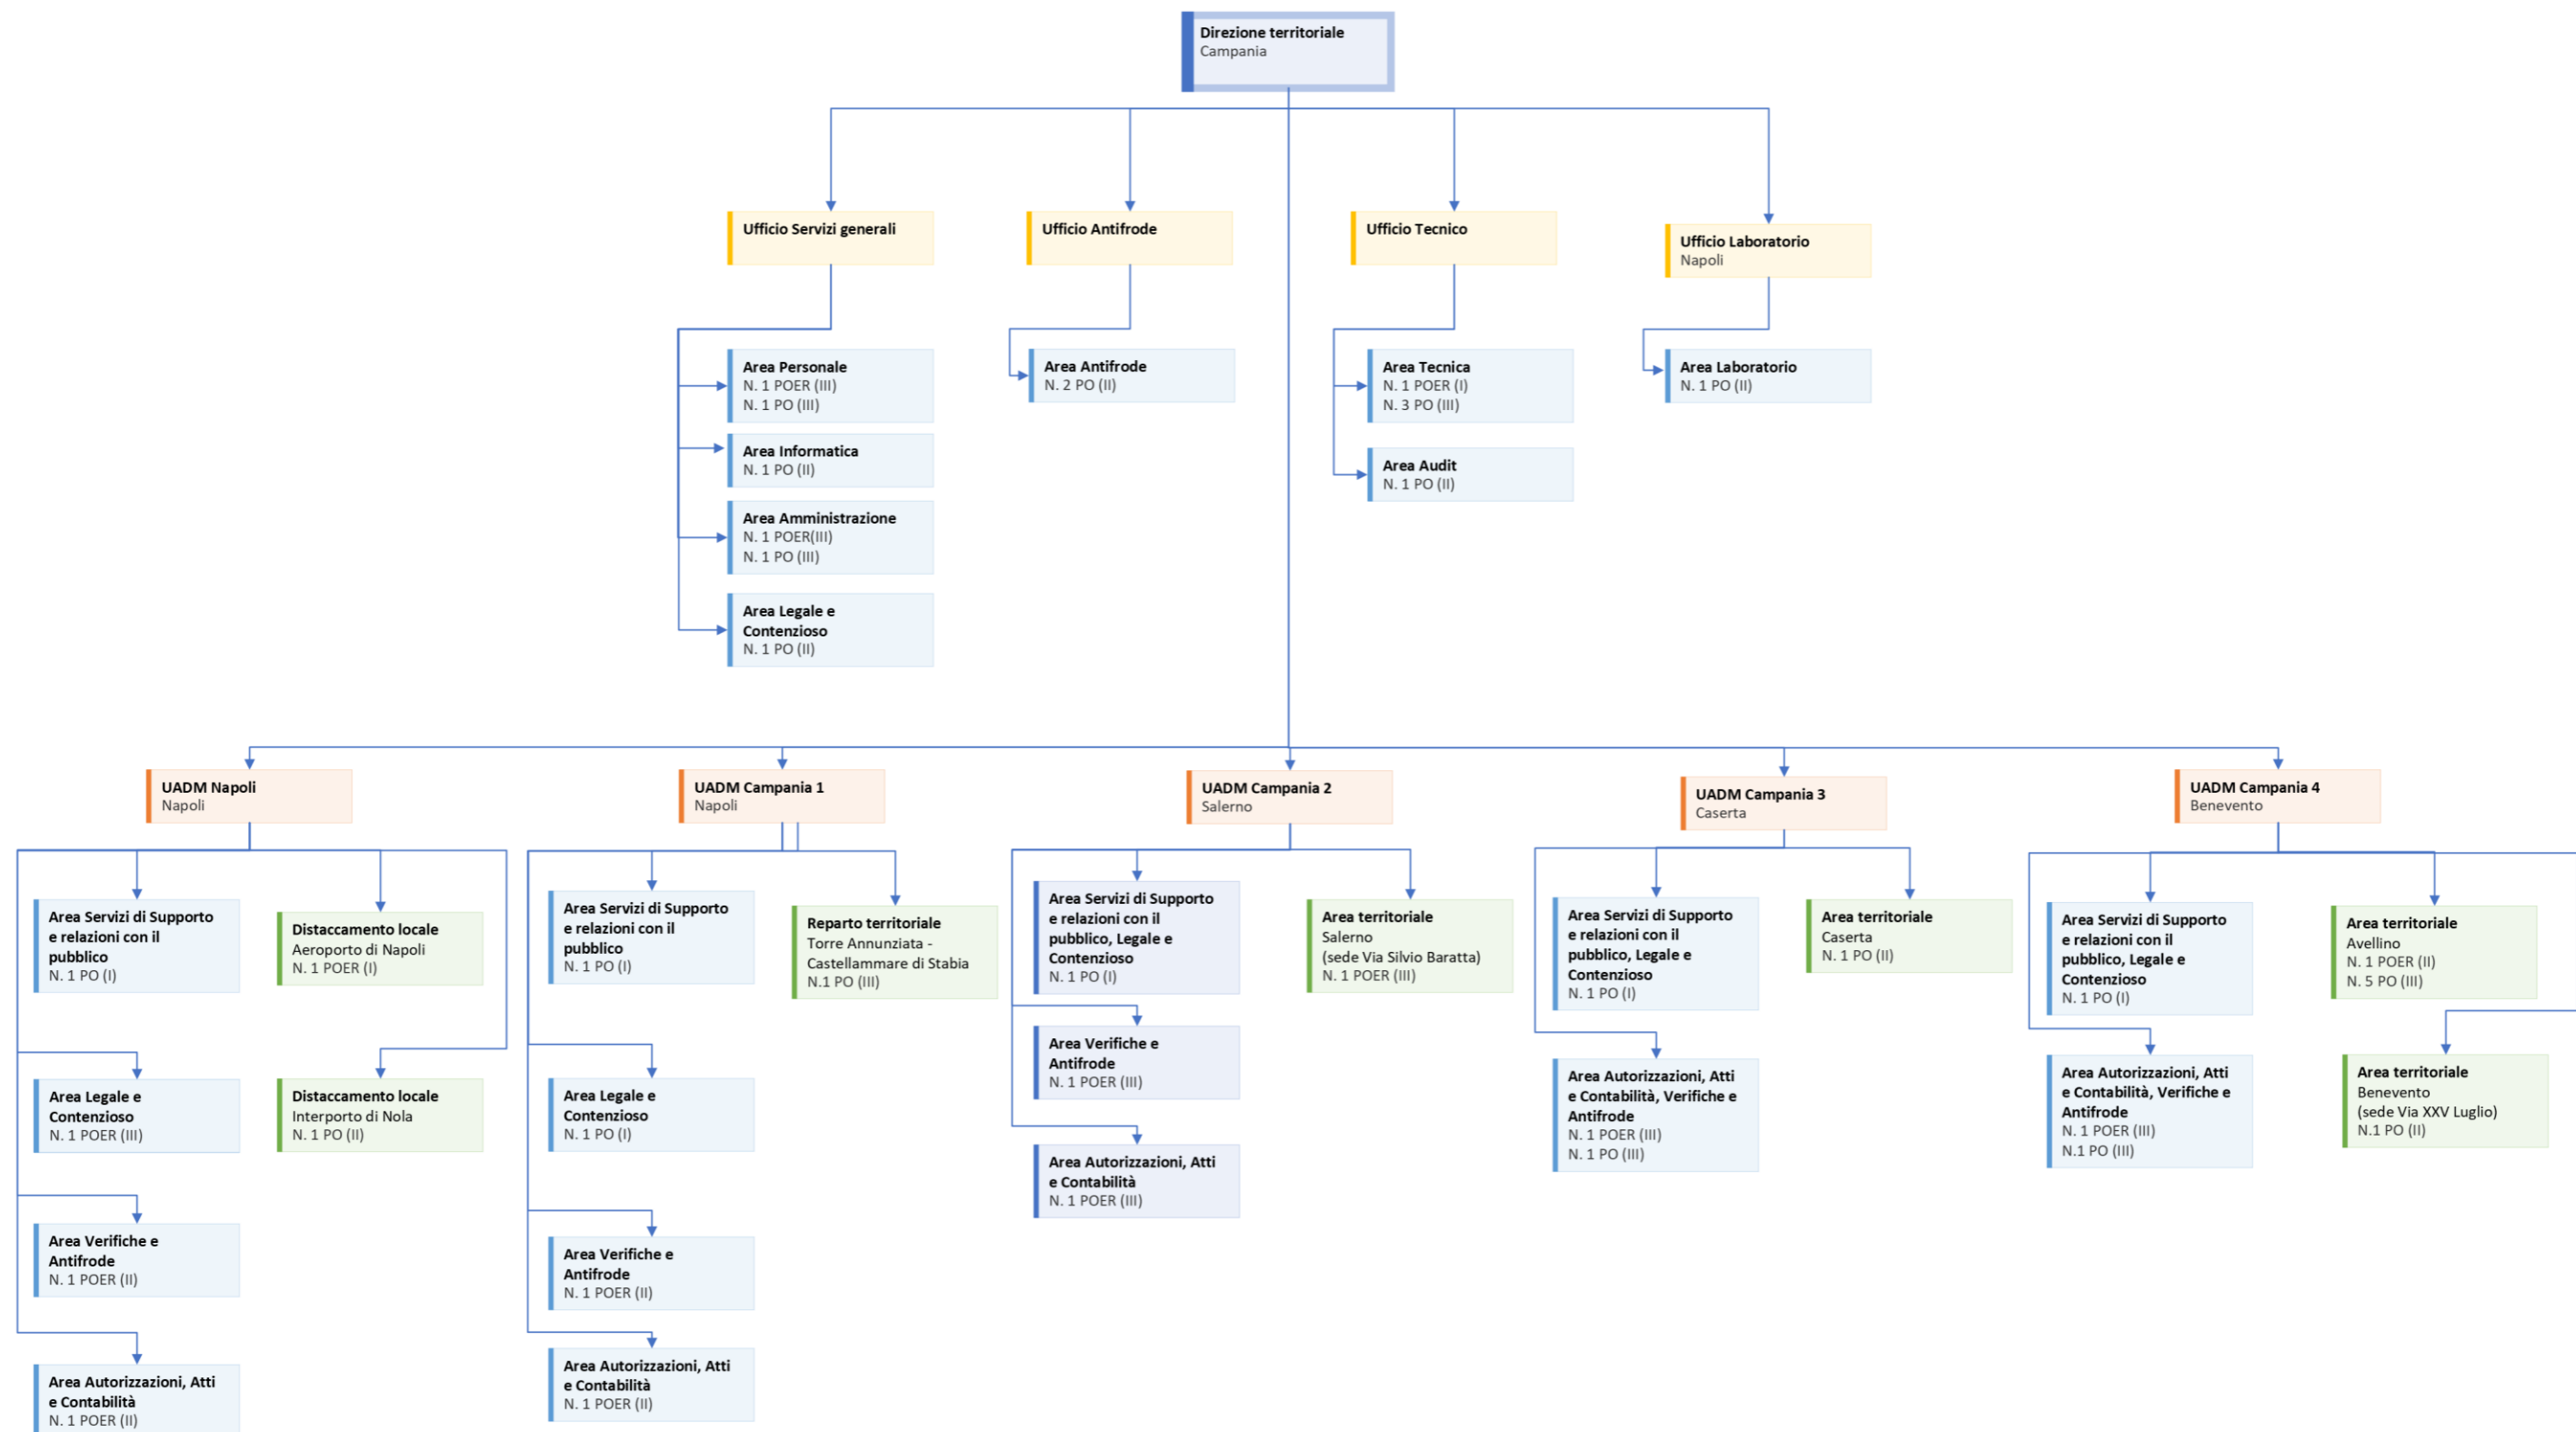 Direzione territoriale
Campania
Ufficio Servizi generali
Ufficio Antifrode
Ufficio Tecnico
Ufficio Laboratorio
Napoli
Area Personale
N. 1 POER (III)
N. 1 PO (III)
Area Informatica
N. 1 PO (II)
Area Amministrazione
N. 1 POER(III)
N. 1 PO (III)
Area Legale e
Contenzioso
N. 1 PO (II)
Area Antifrode
N. 2 PO (II)
Area Tecnica
N. 1 POER (I)
N. 3 PO (III)
Area Audit
N. 1 PO (II)
Area Laboratorio
N. 1 PO (II)
UADM Napoli
Napoli
Area Servizi di Supporto
e relazioni con il
pubblico
N. 1 PO (I)
Area Legale e
Contenzioso
N. 1 POER (III)
Area Verifiche e
Antifrode
N. 1 POER (II)
Area Autorizzazioni, Atti
e Contabilità
N. 1 POER (II)
Distaccamento locale
Aeroporto di Napoli
N. 1 POER (I)
Distaccamento locale
Interporto di Nola
N. 1 PO (II)
UADM Campania 1
Napoli
Area Servizi di Supporto
e relazioni con il
pubblico
N. 1 PO (I)
Area Legale e
Contenzioso
N. 1 PO (I)
Area Verifiche e
Antifrode
N. 1 POER (II)
Area Autorizzazioni, Atti
e Contabilità
N. 1 POER (II)
Reparto territoriale
Torre Annunziata -
Castellammare di Stabia
N.1 PO (III)
UADM Campania 2
Salerno
Area Servizi di Supporto
e relazioni con il
pubblico, Legale e
Contenzioso
N. 1 PO (I)
Area Verifiche e
Antifrode
N. 1 POER (III)
Area Autorizzazioni, Atti
e Contabilità
N. 1 POER (III)
Area territoriale
Salerno
(sede Via Silvio Baratta)
N. 1 POER (III)
UADM Campania 3
Caserta
Area Servizi di Supporto
e relazioni con il
pubblico, Legale e
Contenzioso
N. 1 PO (I)
Area Autorizzazioni, Atti
e Contabilità, Verifiche e
Antifrode
N. 1 POER (III)
N. 1 PO (III)
Area territoriale
Caserta
N. 1 PO (II)
UADM Campania 4
Benevento
Area Servizi di Supporto
e relazioni con il
pubblico, Legale e
Contenzioso
N. 1 PO (I)
Area Autorizzazioni, Atti
e Contabilità, Verifiche e
Antifrode
N. 1 POER (III)
N.1 PO (III)
Area territoriale
Avellino
N. 1 POER (II)
N. 5 PO (III)
Area territoriale
Benevento
(sede Via XXV Luglio)
N.1 PO (II)